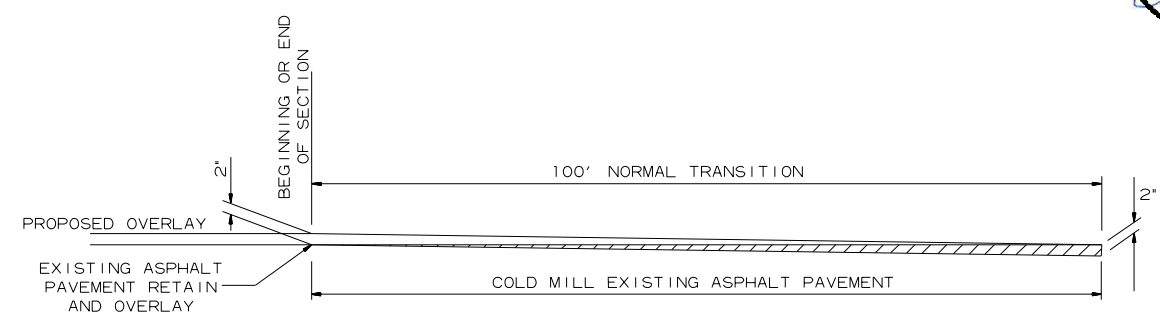 BEGINNING OR END
OF SECTION
2"
100' NORMAL TRANSITION
2"
PROPOSED OVERLAY
EXISTING ASPHALT
PAVEMENT RETAIN
AND OVERLAY
COLD MILL EXISTING ASPHALT PAVEMENT